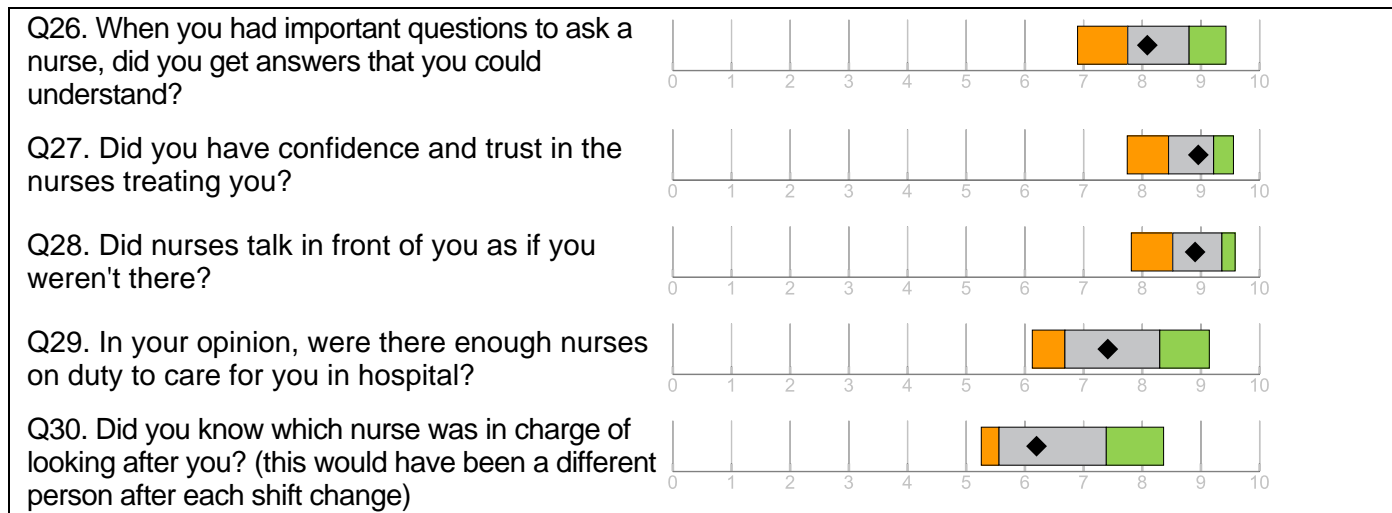 Q26. When you had important questions to ask a
nurse, did you get answers that you could
understand?
0 1 2 3 4 5 6 7 8 9 10
Q27. Did you have confidence and trust in the
nurses treating you?
0 1 2 3 4 5 6 7 8 9 10
Q28. Did nurses talk in front of you as if you
weren't there?
0 1 2 3 4 5 6 7 8 9 10
Q29. In your opinion, were there enough nurses
on duty to care for you in hospital?
0 1 2 3 4 5 6 7 8 9 10
Q30. Did you know which nurse was in charge of
looking after you? (this would have been a different
person after each shift change)
0 1 2 3 4 5 6 7 8 9 10